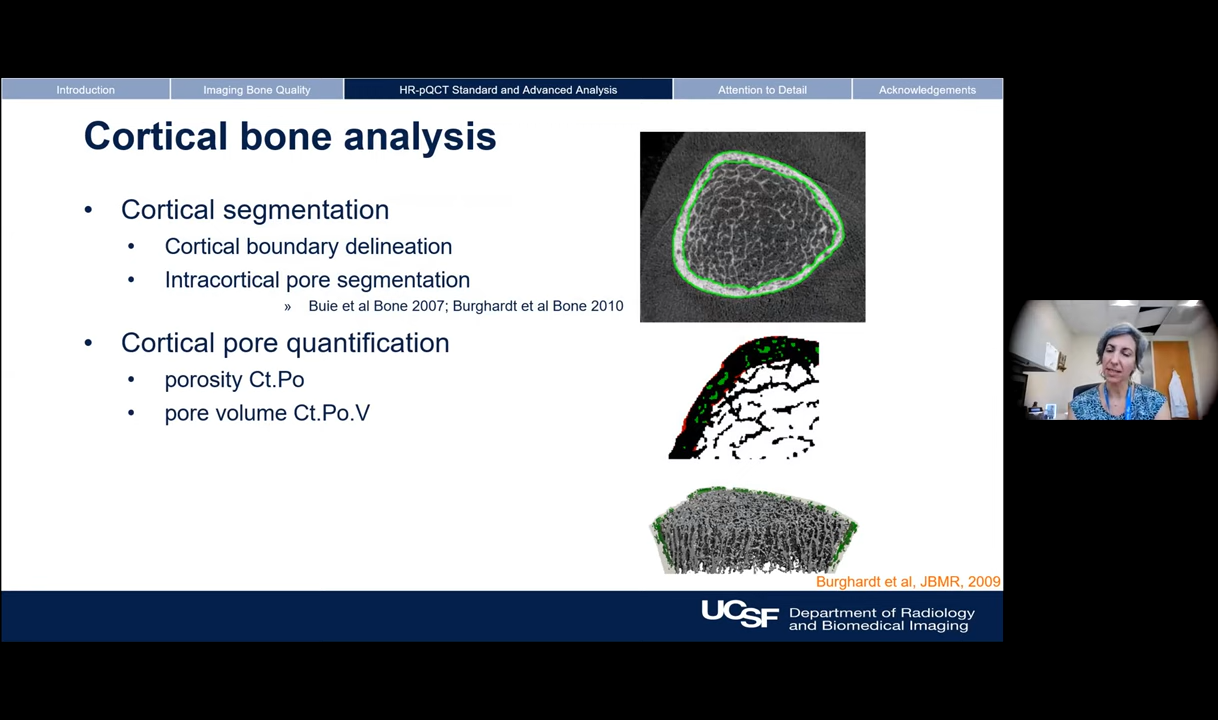 Introduction
Imaging Bone Quality
HR-pQCT Standard and Advanced Analysis
Attention to Detail
Acknowledgements
Cortical bone analysis
• Cortical segmentation
• Cortical boundary delineation
• Intracortical pore segmentation
» Buie et al Bone 2007; Burghardt et al Bone 2010
• Cortical pore quantification
• porosity Ct.Po
• pore volume Ct.Po.V
Burghardt et al, JBMR, 2009
UCSF
Department of Radiology
and Biomedical Imaging